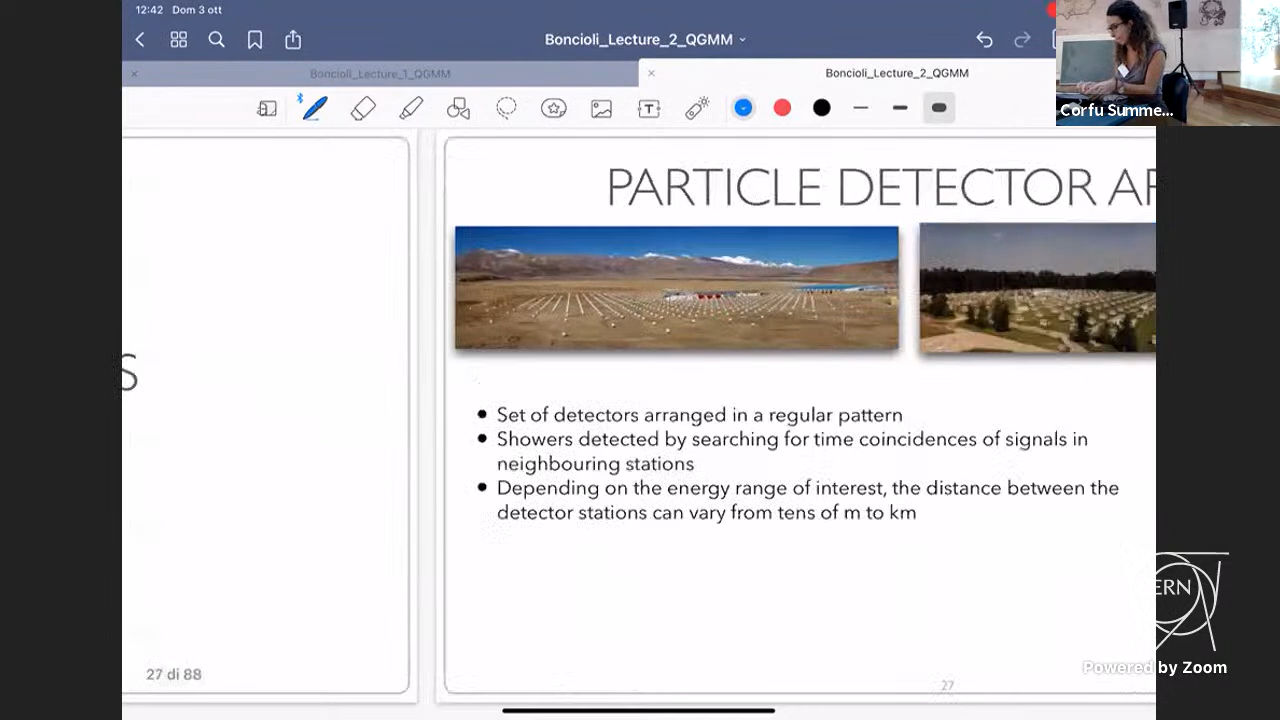 12:42 Dom 3 ott
Boncioli_Lecture_2_QGMM
Boncioli_Lecture_1_QGMM
Boncioli_Lecture_2_QGMM
T
Corfu Summe...
PARTICLE DETECTOR
S
Set of detectors arranged in a regular pattern
Showers detected by searching for time coincidences of signals in
neighbouring stations
Depending on the energy range of interest, the distance between the
detector stations can vary from tens of m to km
27 di 88
27
ERN
Powered by Zoom